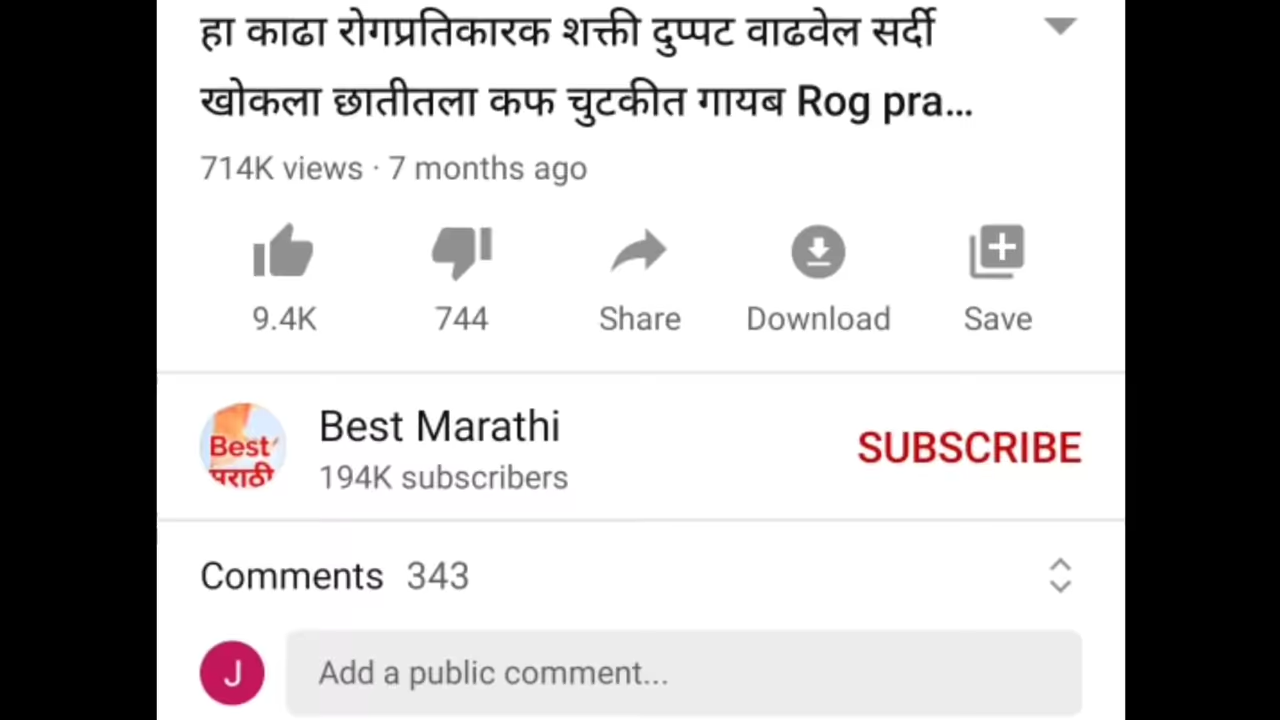 हा काढा रोगप्रतिकारक शक्ती दुप्पट वाढवेल सर्दी
खोकला छातीतला कफ चुटकीत गायब Rog pra...
714K views · 7 months ago
9.4K 744 Share Download Save
Best मराठी
Best Marathi
194K subscribers
SUBSCRIBE
Comments 343
J
Add a public comment...